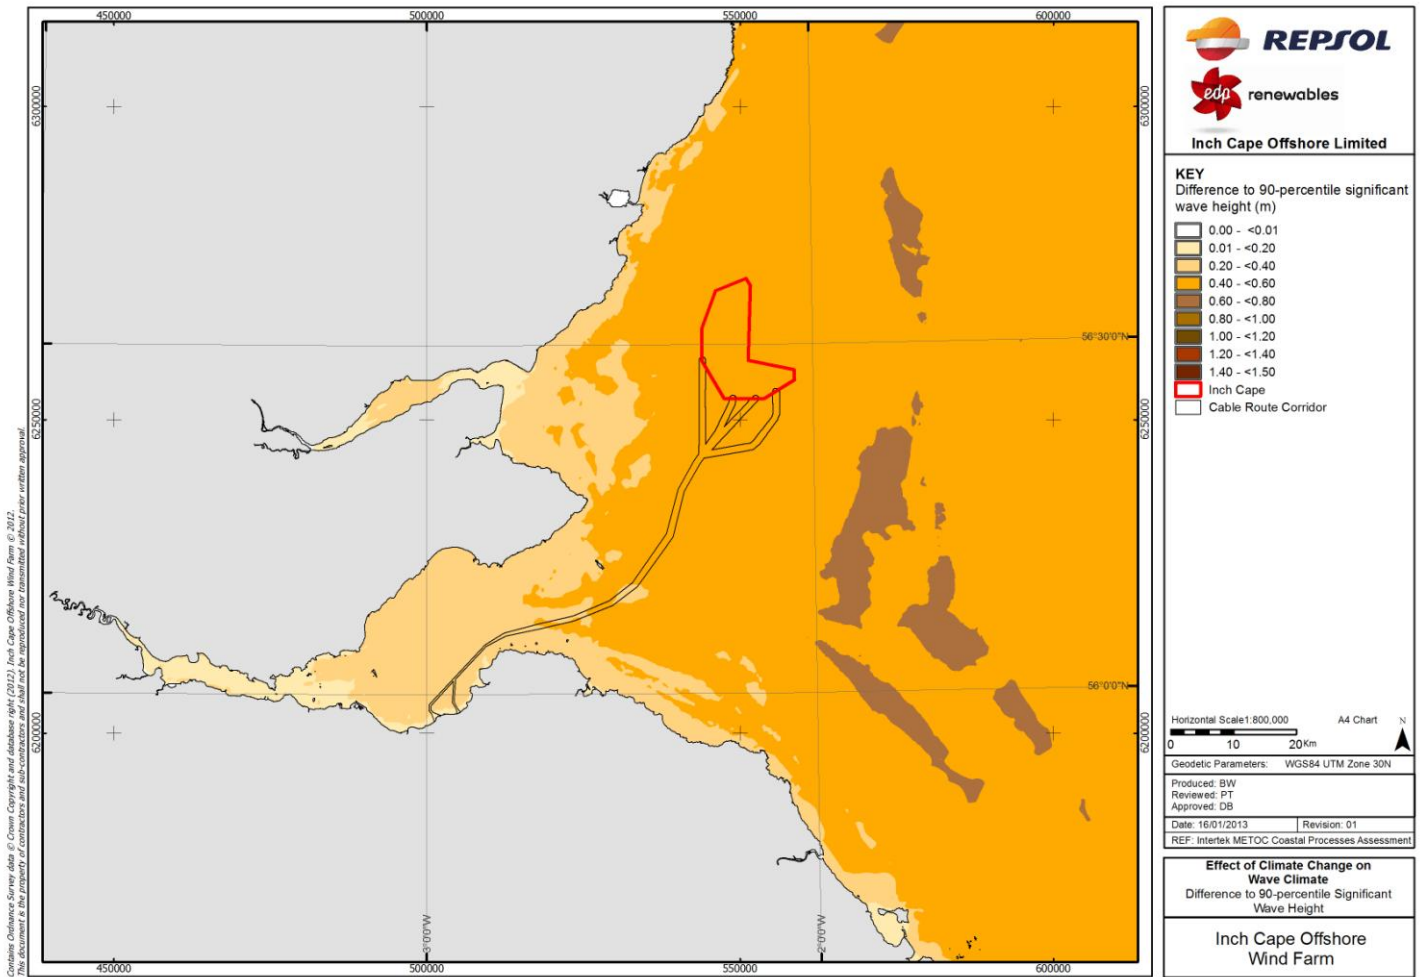 450000 500000 550000 600000
6300000 6300000
56°30'0"N
6250000 6250000
56°0'0"N
6200000 6200000
3°0'0"W 2°0'0"W
450000 500000 550000 600000
Contains Ordnance Survey data © Crown Copyright and database right (2012). Inch Cape Offshore Wind Farm © 2012.
This document is the property of contractors and sub-contractors and shall not be reproduced nor transmitted without prior written approval.
REPSOL
edp renewables
Inch Cape Offshore Limited
KEY
Difference to 90-percentile significant
wave height (m)
0.00 - <0.01
0.01 - <0.20
0.20 - <0.40
0.40 - <0.60
0.60 - <0.80
0.80 - <1.00
1.00 - <1.20
1.20 - <1.40
1.40 - <1.50
Inch Cape
Cable Route Corridor
Horizontal Scale1:800,000 A4 Chart N
0 10 20Km
Geodetic Parameters: WGS84 UTM Zone 30N
Produced: BW
Reviewed: PT
Approved: DB
Date: 16/01/2013 Revision: 01
REF: Intertek METOC Coastal Processes Assessment
Effect of Climate Change on
Wave Climate
Difference to 90-percentile Significant
Wave Height
Inch Cape Offshore
Wind Farm